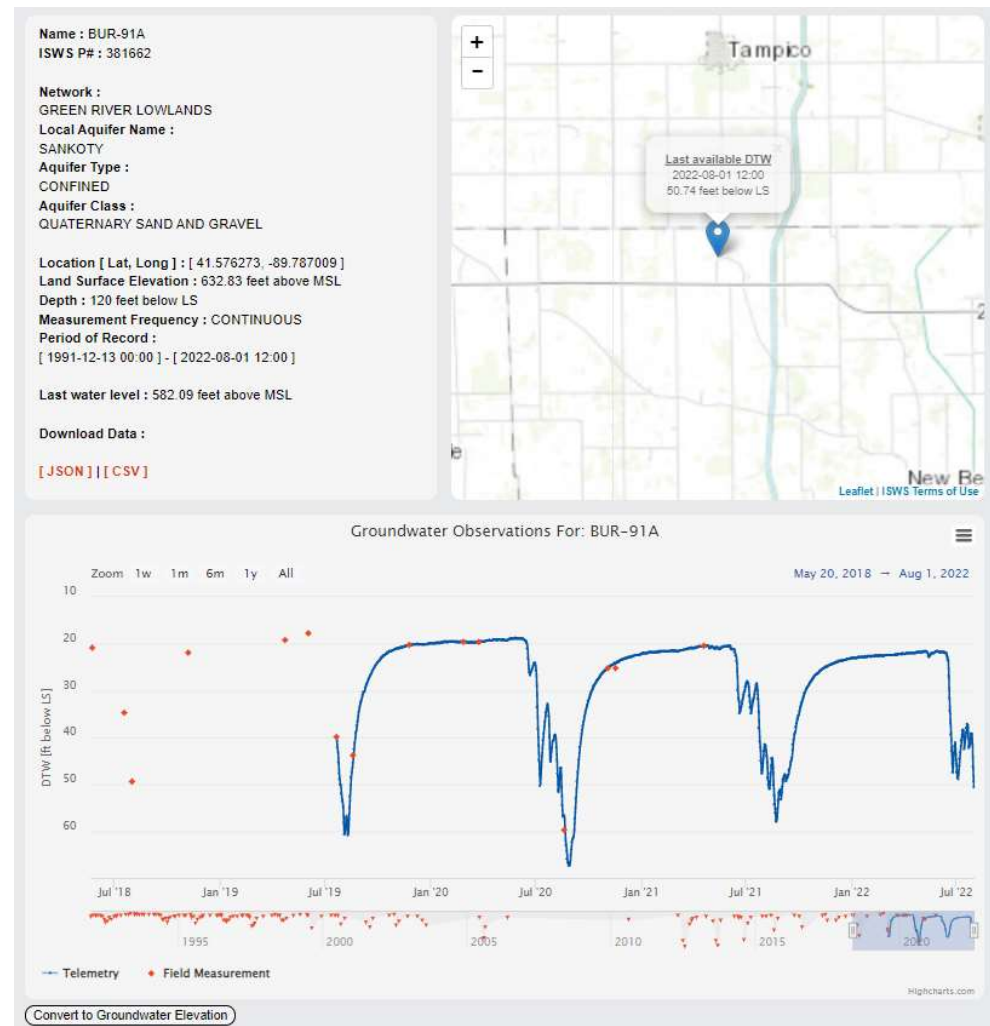 Name : BUR-91A
ISWS P# : 381662
Network :
GREEN RIVER LOWLANDS
Local Aquifer Name :
SANKOTY
Aquifer Type :
CONFINED
Aquifer Class :
QUATERNARY SAND AND GRAVEL
Location [ Lat, Long ] : [ 41.576273, -89.787009 ]
Land Surface Elevation : 632.83 feet above MSL
Depth : 120 feet below LS
Measurement Frequency : CONTINUOUS
Period of Record :
[ 1991-12-13 00:00 ] - [ 2022-08-01 12:00 ]
Last water level : 582.09 feet above MSL
Download Data :
[ JSON ] | [ CSV ]
+
-
Tampico
Last available DTW
2022-08-01 12:00
50.74 feet below LS
2
e
New Be
Leaflet | ISWS Terms of Use
Groundwater Observations For: BUR-91A
Zoom 1w 1m 6m 1y All
May 20, 2018 → Aug 1, 2022
DTW [ft below LS]
10
20
30
40
50
60
Jul '18 Jan '19 Jul '19 Jan '20 Jul '20 Jan '21 Jul '21 Jan '22 Jul '22
1995 2000 2005 2010 2015 2020
Telemetry Field Measurement
Highcharts.com
Convert to Groundwater Elevation